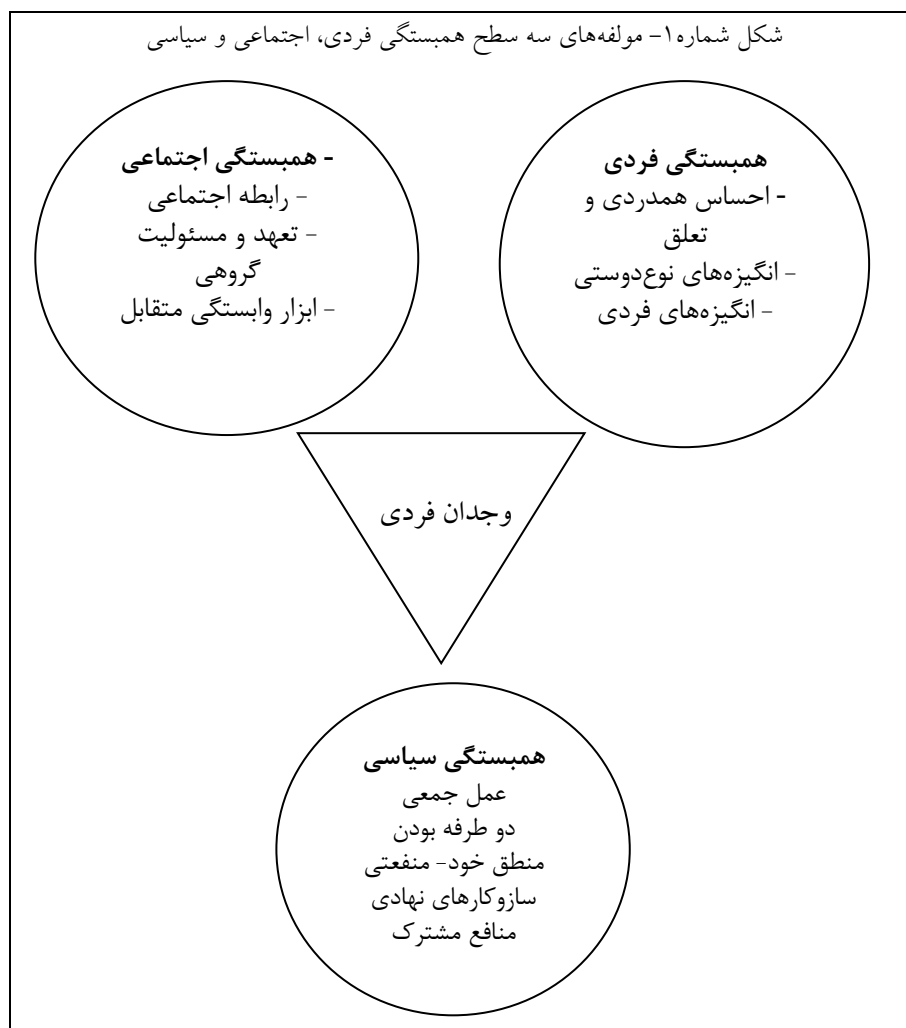 شکل شماره۱- مولفه‌های سه سطح همبستگی فردی، اجتماعی و سیاسی
همبستگی فردی
- احساس همدردی و
تعلق
- انگیزه‌های نوع‌دوستی
- انگیزه‌های فردی
- همبستگی اجتماعی
- رابطه اجتماعی
- تعهد و مسئولیت
گروهی
- ابزار وابستگی متقابل
وجدان فردی
همبستگی سیاسی
عمل جمعی
دو طرفه بودن
منطق خود- منفعتی
سازوکارهای نهادی
منافع مشترک